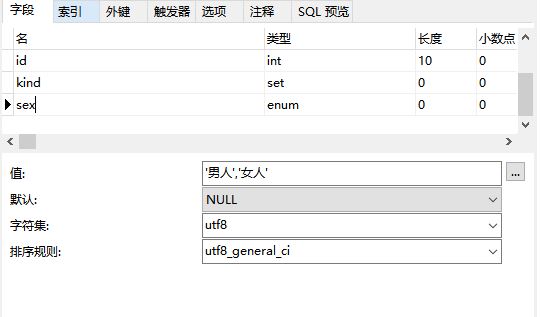 字段 索引 外键 触发器 选项 注释 SQL 预览
名 类型 长度 小数点
id int 10 0
kind set 0 0
sex enum 0 0
值: '男人','女人' ...
默认: NULL
字符集: utf8
排序规则: utf8_general_ci